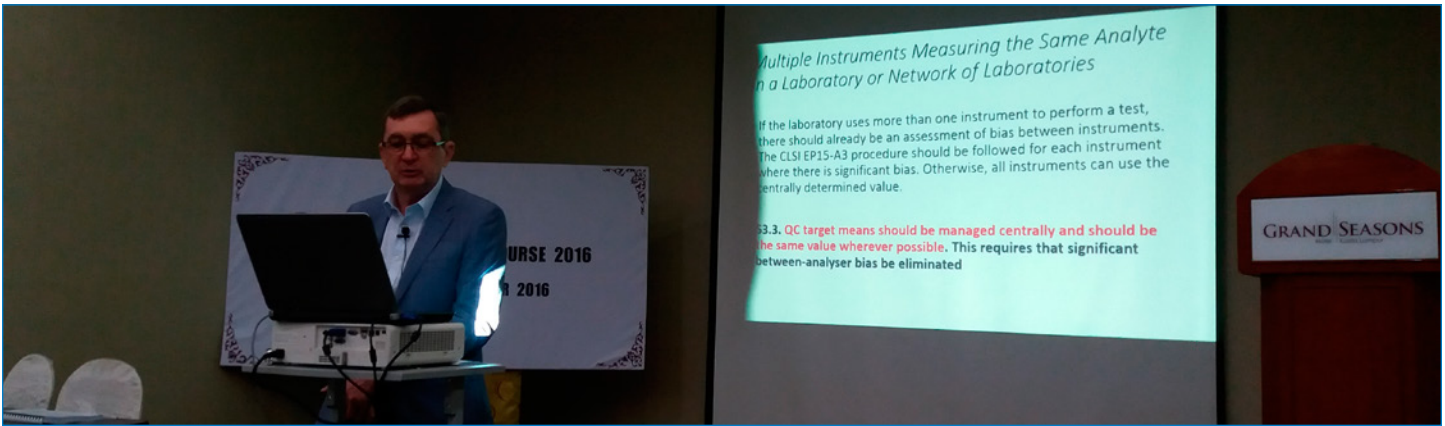 URSE 2016
R 2016
Multiple Instruments Measuring the Same Analyte
n a Laboratory or Network of Laboratories
If the laboratory uses more than one instrument to perform a test,
there should already be an assessment of bias between instruments.
The CLSI EP15-A3 procedure should be followed for each instrument
where there is significant bias. Otherwise, all instruments can use the
entrally determined value.
S3.3. QC target means should be managed centrally and should be
the same value wherever possible. This requires that significant
between-analyser bias be eliminated
GRAND SEASONS